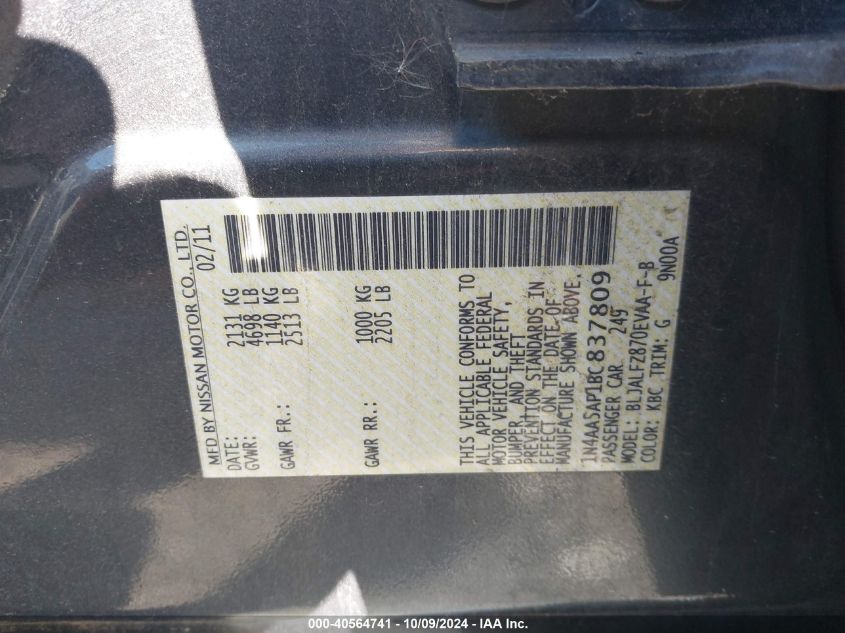 MFD BY NISSAN MOTOR CO., LTD.
DATE: 02/11
GVWR: 2131 KG
4698 LB
GAWR FR.: 1140 KG
2513 LB
GAWR RR.: 1000 KG
2205 LB
THIS VEHICLE CONFORMS TO
ALL APPLICABLE FEDERAL
MOTOR VEHICLE SAFETY,
BUMPER, AND THEFT
PREVENTION STANDARDS IN
EFFECT ON THE DATE OF
MANUFACTURE SHOWN ABOVE.
1N4AA5AP1BC837809
PASSENGER CAR 249
MODEL: BLJALFZ870EVAA-F-B
COLOR: KBC TRIM: G 9N00A
000-40564741 - 10/09/2024 - IAA Inc.